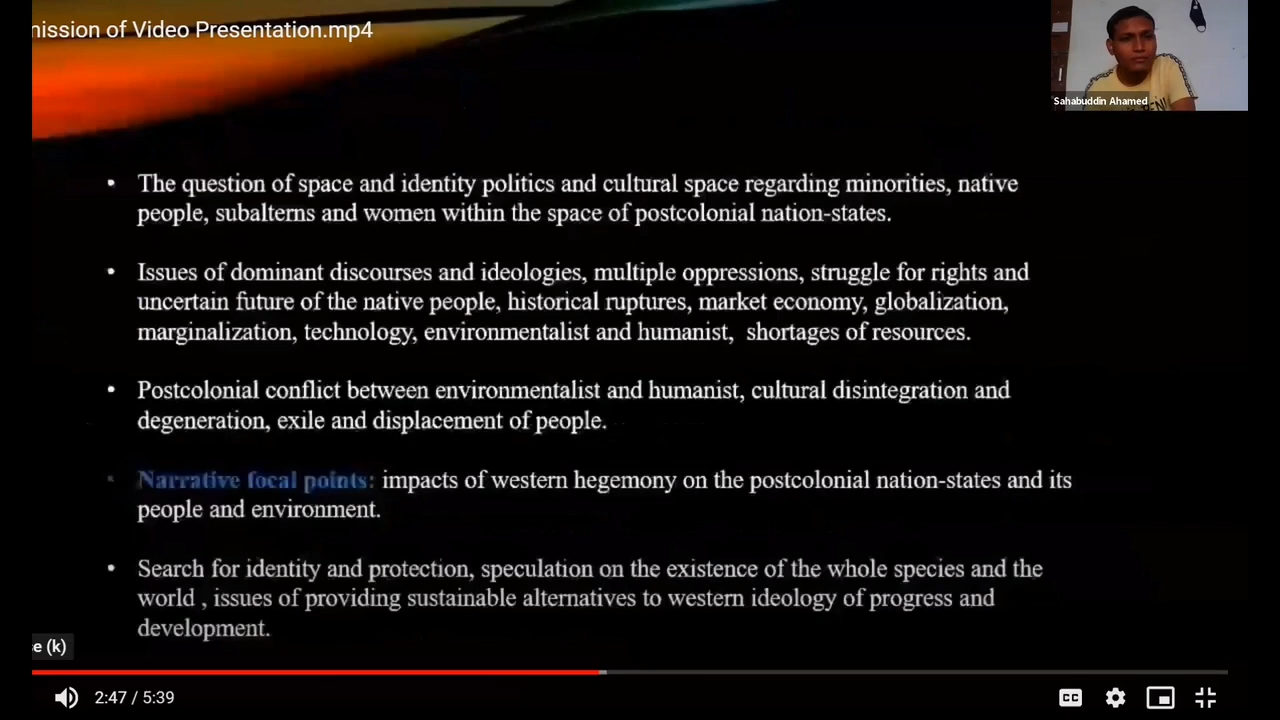 nission of Video Presentation.mp4
Sahabuddin Ahamed
• The question of space and identity politics and cultural space regarding minorities, native
people, subalterns and women within the space of postcolonial nation-states.
• Issues of dominant discourses and ideologies, multiple oppressions, struggle for rights and
uncertain future of the native people, historical ruptures, market economy, globalization,
marginalization, technology, environmentalist and humanist,  shortages of resources.
• Postcolonial conflict between environmentalist and humanist, cultural disintegration and
degeneration, exile and displacement of people.
• Narrative focal points: impacts of western hegemony on the postcolonial nation-states and its
people and environment.
• Search for identity and protection, speculation on the existence of the whole species and the
world , issues of providing sustainable alternatives to western ideology of progress and
development.
se (k)
2:47 / 5:39
CC